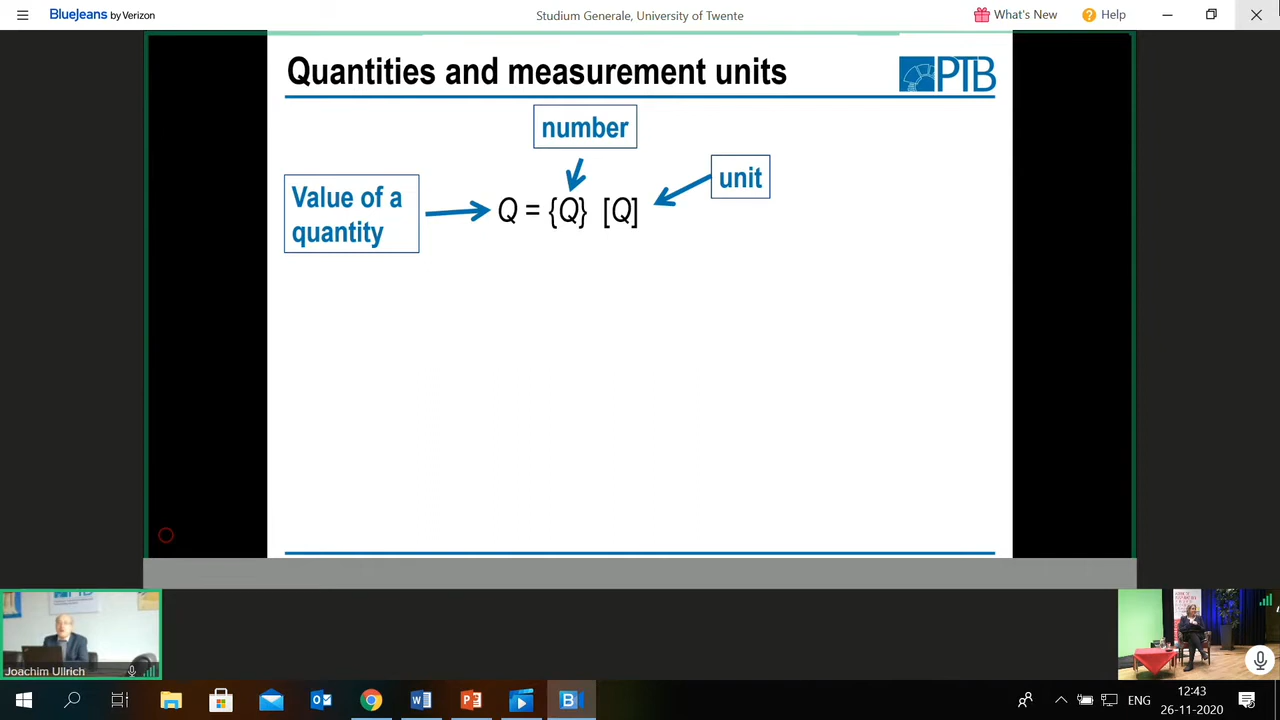 BlueJeans by Verizon
Studium Generale, University of Twente
What's New
Help
Quantities and measurement units
PTB
number
unit
Value of a
quantity
Q = {Q} [Q]
Joachim Ullrich
ENG
12:43
26-11-2020